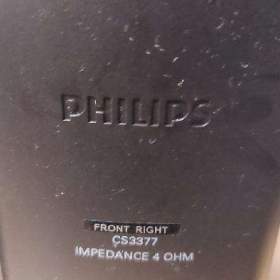 PHILIPS
FRONT RIGHT
CS3377
IMPEDANCE 4 OHM